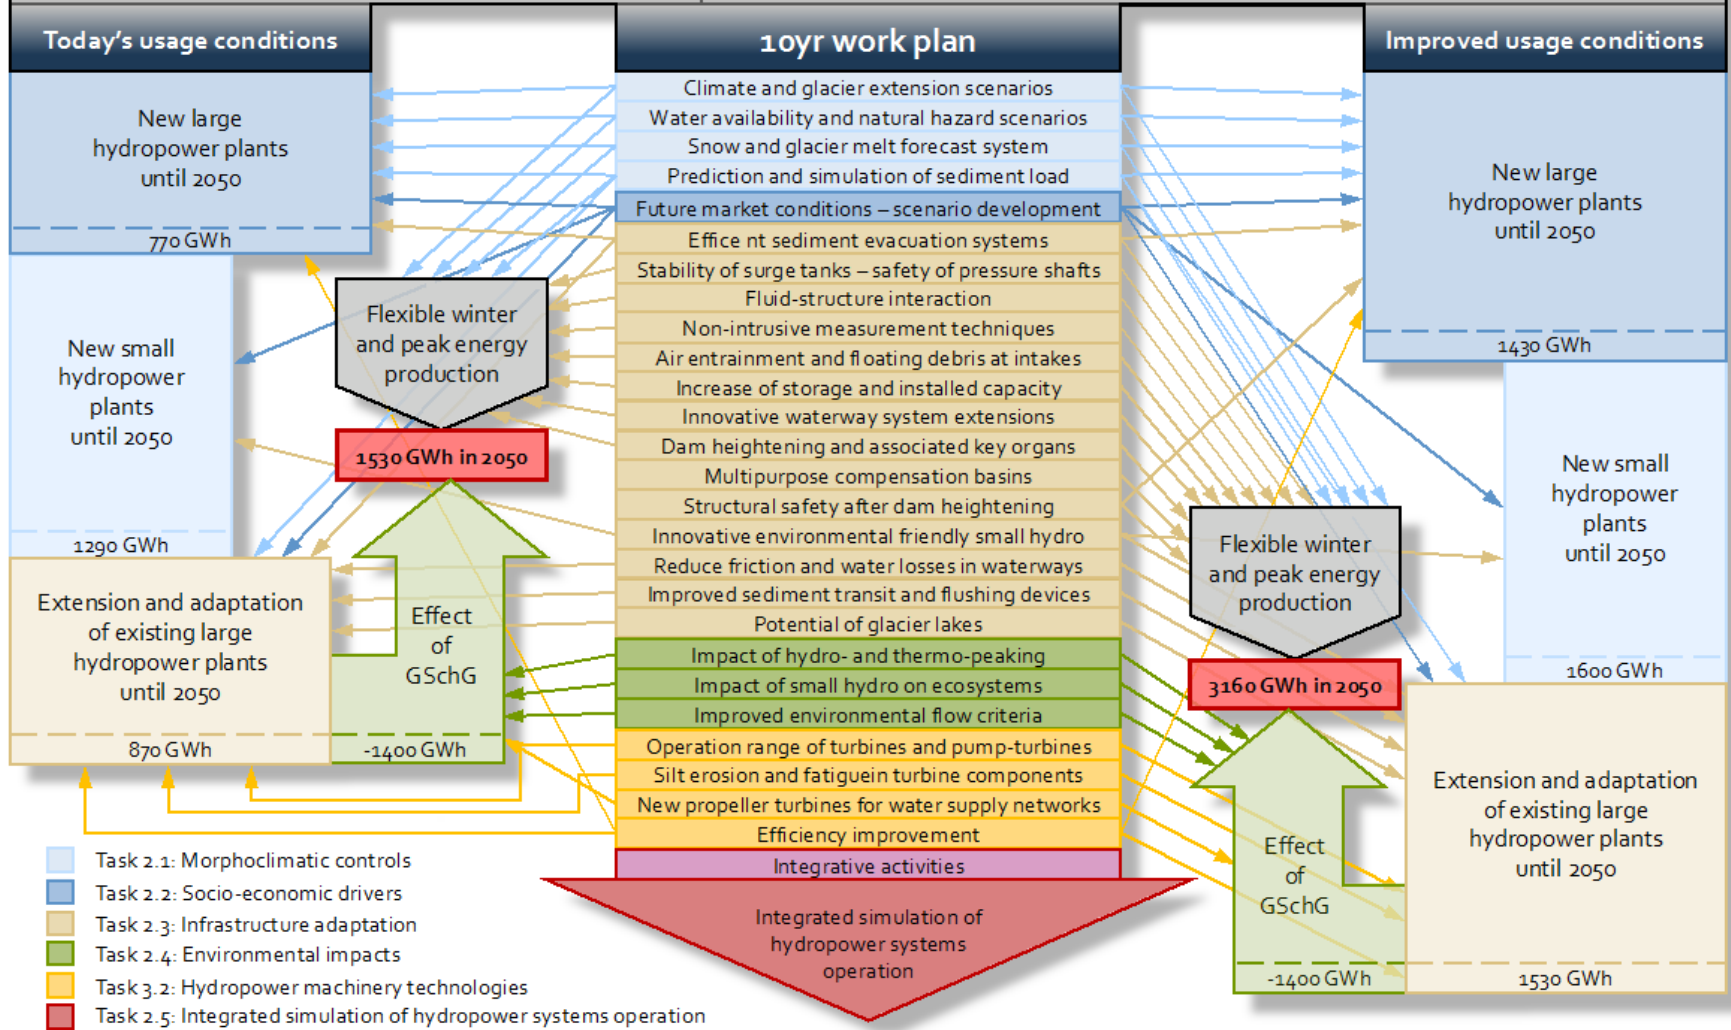 Today's usage conditions
10yr work plan
Improved usage conditions
New large
hydropower plants
until 2050
770 GWh
New small
hydropower
plants
until 2050
1290 GWh
Extension and adaptation
of existing large
hydropower plants
until 2050
870 GWh
Flexible winter
and peak energy
production
1530 GWh in 2050
Effect
of
GSchG
-1400 GWh
Climate and glacier extension scenarios
Water availability and natural hazard scenarios
Snow and glacier melt forecast system
Prediction and simulation of sediment load
Future market conditions – scenario development
Effice nt sediment evacuation systems
Stability of surge tanks – safety of pressure shafts
Fluid-structure interaction
Non-intrusive measurement techniques
Air entrainment and floating debris at intakes
Increase of storage and installed capacity
Innovative waterway system extensions
Dam heightening and associated key organs
Multipurpose compensation basins
Structural safety after dam heightening
Innovative environmental friendly small hydro
Reduce friction and water losses in waterways
Improved sediment transit and flushing devices
Potential of glacier lakes
Impact of hydro- and thermo-peaking
Impact of small hydro on ecosystems
Improved environmental flow criteria
Operation range of turbines and pump-turbines
Silt erosion and fatiguein turbine components
New propeller turbines for water supply networks
Efficiency improvement
Integrative activities
Integrated simulation of
hydropower systems
operation
New large
hydropower plants
until 2050
1430 GWh
New small
hydropower
plants
until 2050
1600 GWh
Flexible winter
and peak energy
production
3160 GWh in 2050
Effect
of
GSchG
-1400 GWh
Extension and adaptation
of existing large
hydropower plants
until 2050
1530 GWh
Task 2.1: Morphoclimatic controls
Task 2.2: Socio-economic drivers
Task 2.3: Infrastructure adaptation
Task 2.4: Environmental impacts
Task 3.2: Hydropower machinery technologies
Task 2.5: Integrated simulation of hydropower systems operation